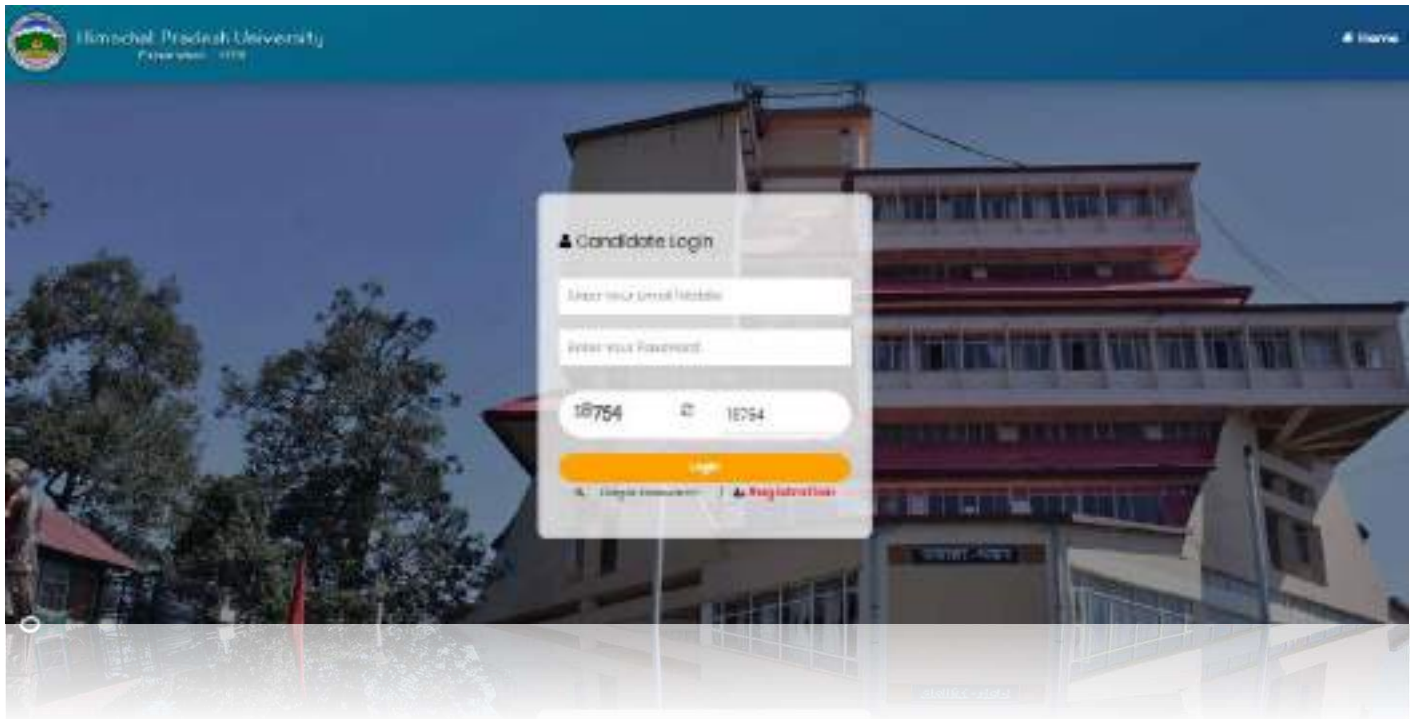 Himachal Pradesh University
Home
Candidate Login
Enter Your Email/Mobile
Enter Your Password
18754 18754
Login
| Registration